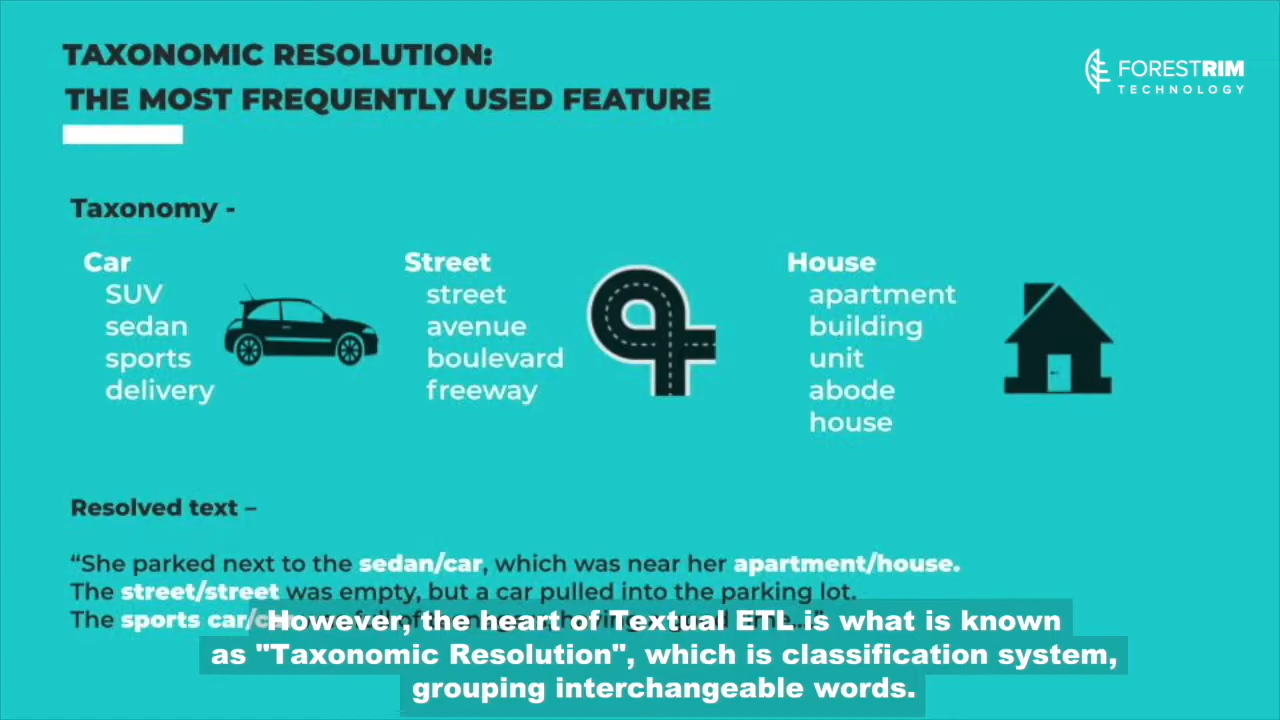 TAXONOMIC RESOLUTION:
THE MOST FREQUENTLY USED FEATURE
FORESTRIM
TECHNOLOGY
Taxonomy -
Car
SUV
sedan
sports
delivery
Street
street
avenue
boulevard
freeway
House
apartment
building
unit
abode
house
Resolved text –
“She parked next to the sedan/car, which was near her apartment/house.
The street/street was empty, but a car pulled into the parking lot.
The sports car/
However, the heart of Textual ETL is what is known
as "Taxonomic Resolution", which is classification system,
grouping interchangeable words.